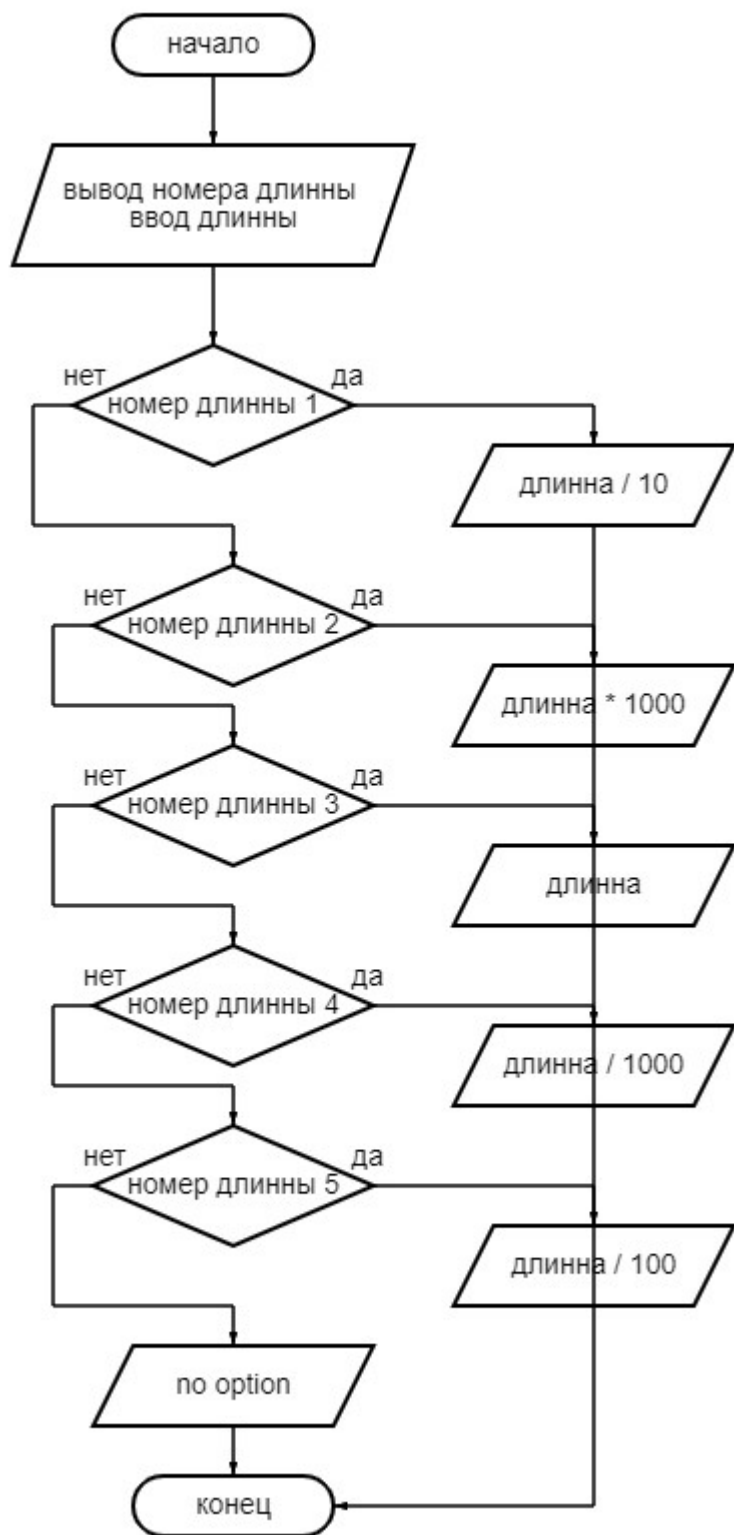 начало
вывод номера длинны
ввод длинны
нет
да
номер длинны 1
длинна / 10
нет
да
номер длинны 2
длинна * 1000
нет
да
номер длинны 3
длинна
нет
да
номер длинны 4
длинна / 1000
нет
да
номер длинны 5
длинна / 100
no option
конец